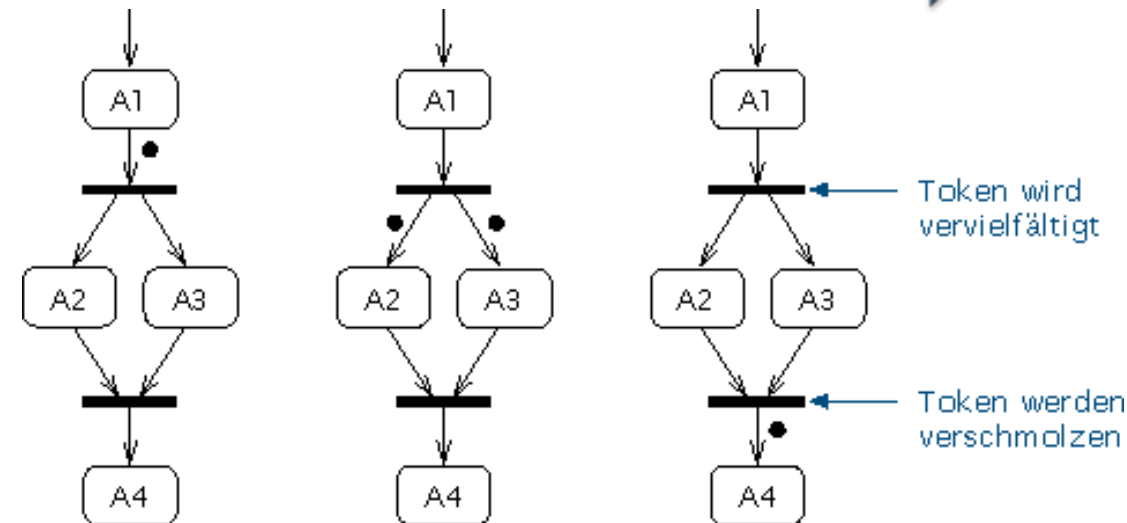 A1
A1
A1
Token wird
vervielfältigt
A2
A3
A2
A3
A2
A3
Token werden
verschmolzen
A4
A4
A4